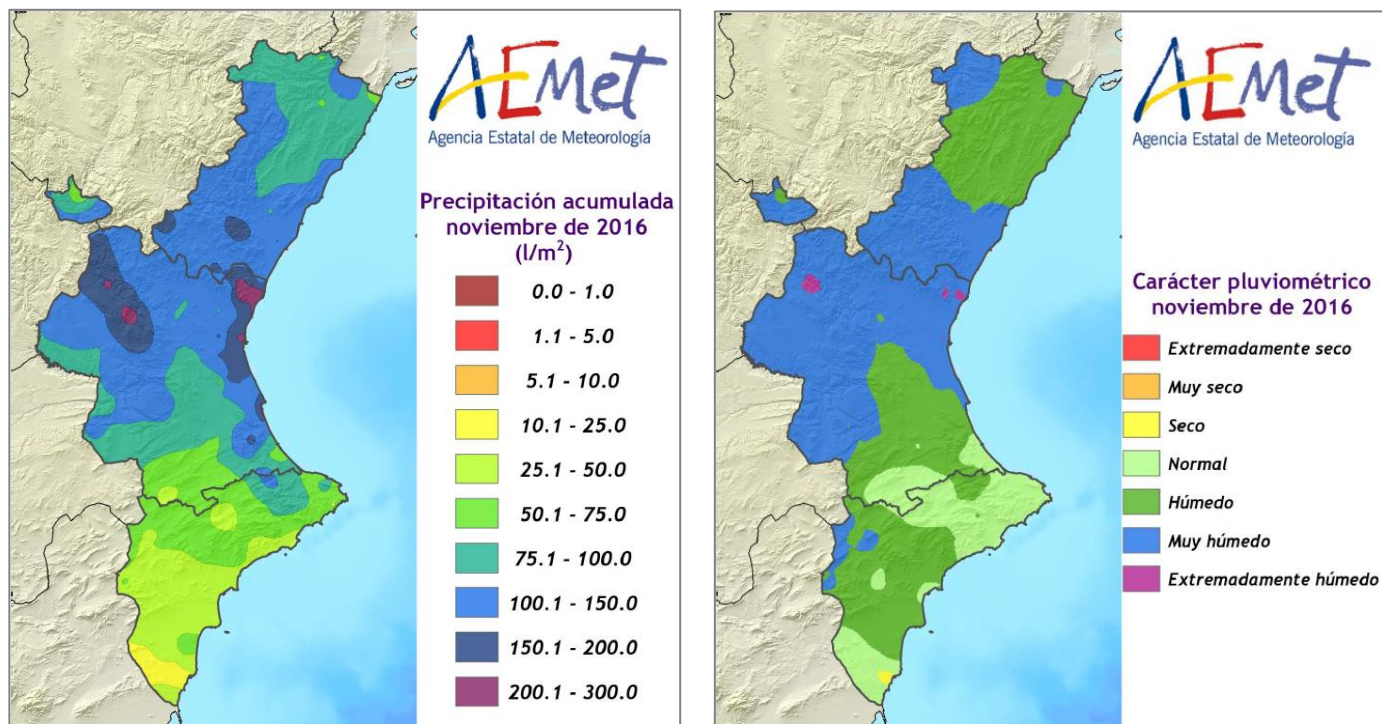 AEMet
Agencia Estatal de Meteorología
Precipitación acumulada
noviembre de 2016
(l/m²)
0.0 - 1.0
1.1 - 5.0
5.1 - 10.0
10.1 - 25.0
25.1 - 50.0
50.1 - 75.0
75.1 - 100.0
100.1 - 150.0
150.1 - 200.0
200.1 - 300.0
AEMet
Agencia Estatal de Meteorología
Carácter pluviométrico
noviembre de 2016
Extremadamente seco
Muy seco
Seco
Normal
Húmedo
Muy húmedo
Extremadamente húmedo